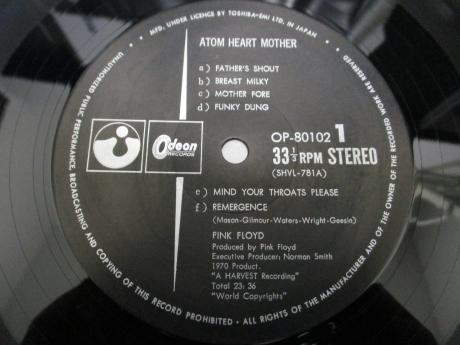 MFD, UNDER LICENCE BY TOSHIBA-EMI LTD. IN JAPAN
ATOM HEART MOTHER
a) FATHER'S SHOUT
b) BREAST MILKY
c) MOTHER FORE
d) FUNKY DUNG
Odeon
RECORDS
OP-80102 1
33 1/3 RPM STEREO
(SHVL-781A)
e) MIND YOUR THROATS PLEASE
f) REMERGENCE
(Mason-Gilmour-Waters-Wright-Geesin)
PINK FLOYD
Produced by Pink Floyd
Executive Producer: Norman Smith
1970 Product.
"A HARVEST Recording"
Total 23:36
"World Copyrights"
ALL RIGHTS OF THE MANUFACTURER AND OF THE OWNER OF THE RECORDED WORK ARE RESERVED
UNAUTHORIZED PUBLIC PERFORMANCE, BROADCASTING AND COPYING OF THIS RECORD PROHIBITED